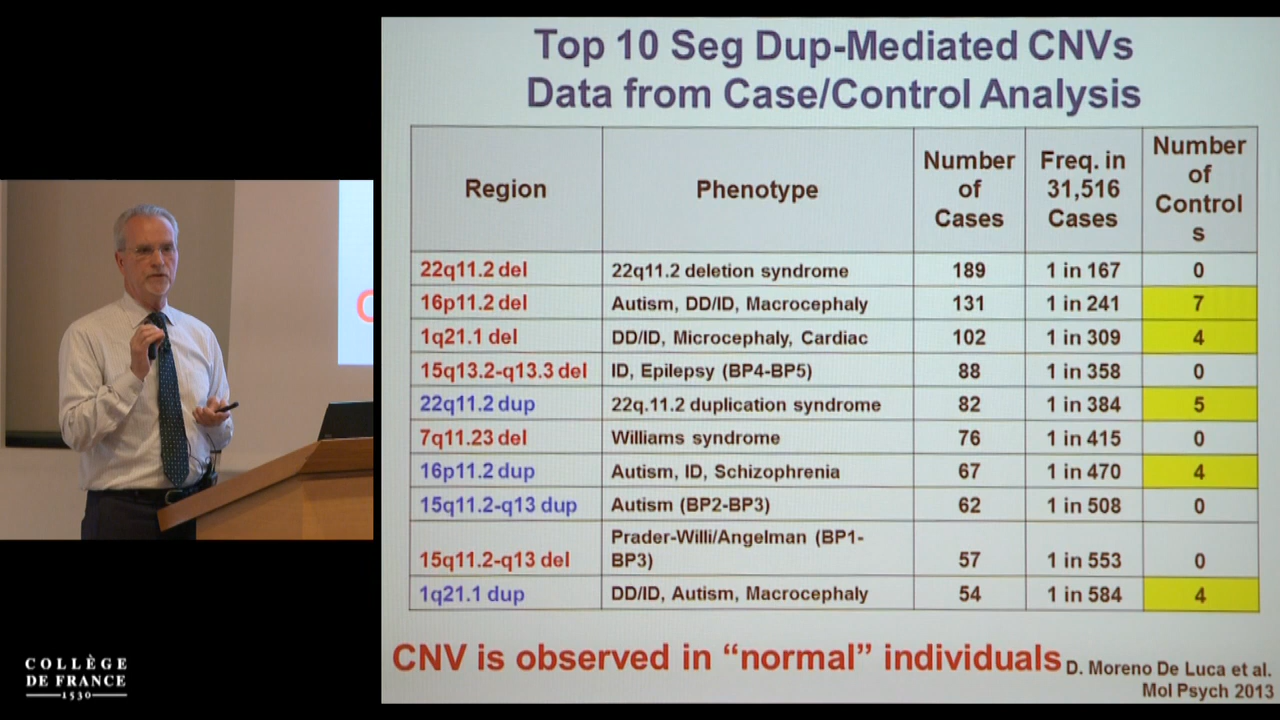 Top 10 Seg Dup-Mediated CNVs
Data from Case/Control Analysis
Region Phenotype Number of Cases Freq. in 31,516 Cases Number of Control s
22q11.2 del 22q11.2 deletion syndrome 189 1 in 167 0
16p11.2 del Autism, DD/ID, Macrocephaly 131 1 in 241 7
1q21.1 del DD/ID, Microcephaly, Cardiac 102 1 in 309 4
15q13.2-q13.3 del ID, Epilepsy (BP4-BP5) 88 1 in 358 0
22q11.2 dup 22q.11.2 duplication syndrome 82 1 in 384 5
7q11.23 del Williams syndrome 76 1 in 415 0
16p11.2 dup Autism, ID, Schizophrenia 67 1 in 470 4
15q11.2-q13 dup Autism (BP2-BP3) 62 1 in 508 0
15q11.2-q13 del Prader-Willi/Angelman (BP1-BP3) 57 1 in 553 0
1q21.1 dup DD/ID, Autism, Macrocephaly 54 1 in 584 4
CNV is observed in “normal” individuals
D. Moreno De Luca et al.
Mol Psych 2013
COLLÈGE
DE FRANCE
1530